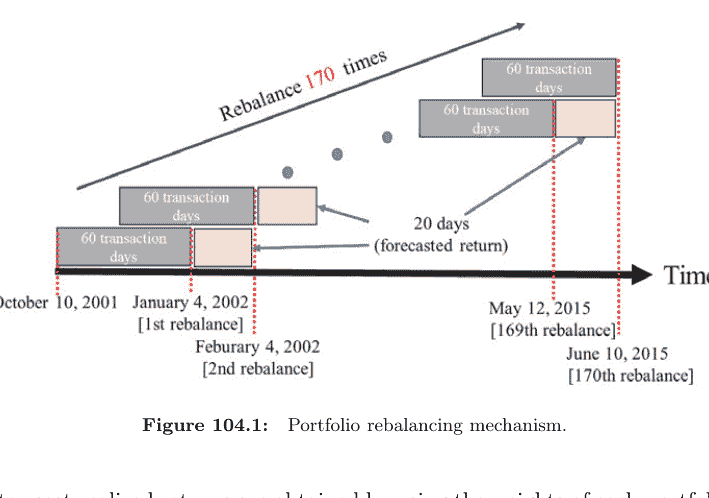 Rebalance 170 times
60 transaction
days
60 transaction
days
60 transaction
days
60 transaction
days
20 days
(forecasted return)
Time
October 10, 2001
January 4, 2002
[1st rebalance]
Feburary 4, 2002
[2nd rebalance]
May 12, 2015
[169th rebalance]
June 10, 2015
[170th rebalance]
Figure 104.1: Portfolio rebalancing mechanism.